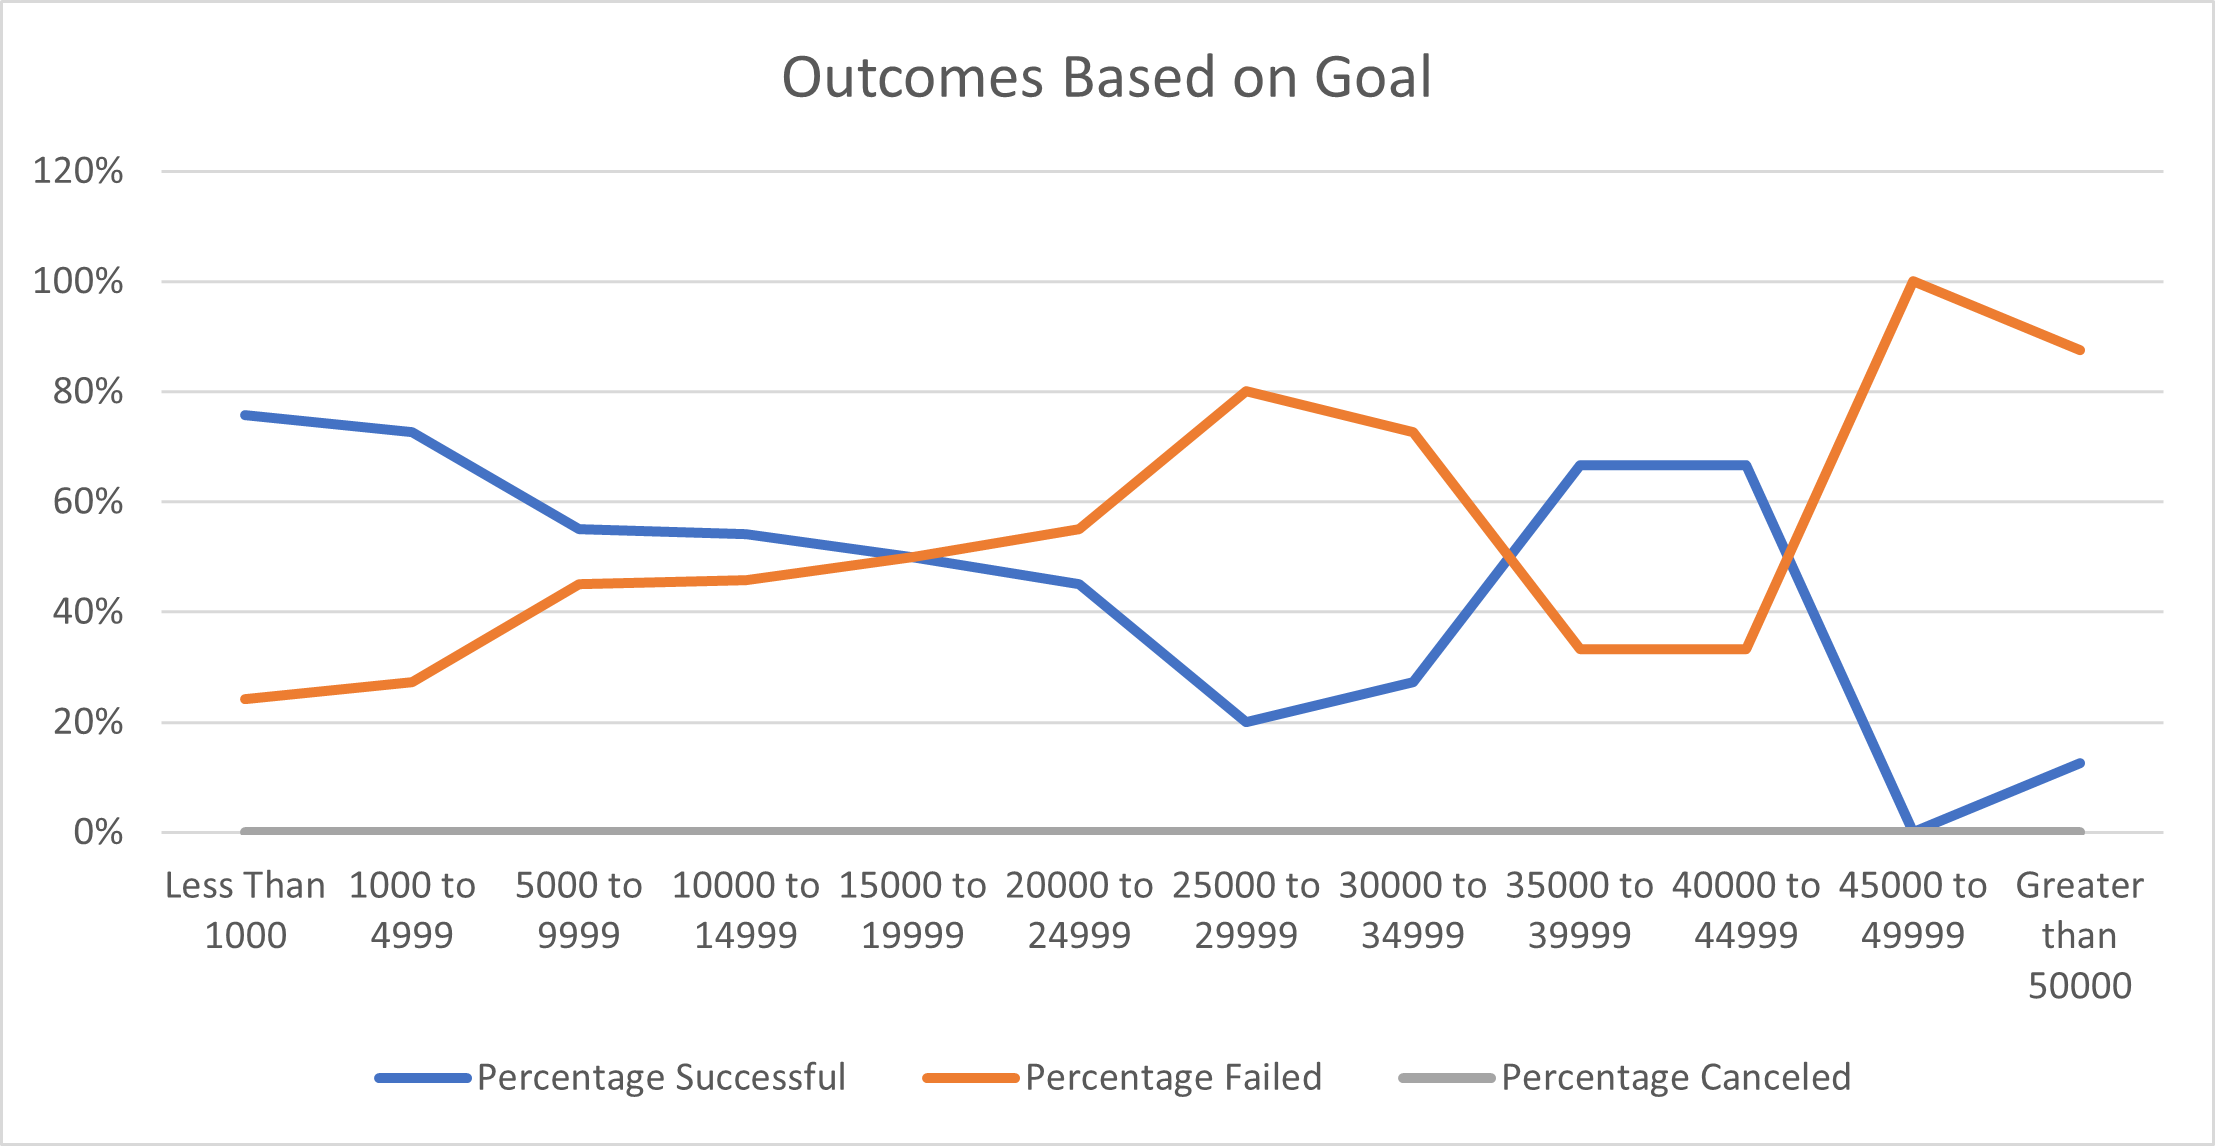 Outcomes Based on Goal
120%
100%
80%
60%
40%
20%
0%
Less Than 1000 to 5000 to 10000 to 15000 to 20000 to 25000 to 30000 to 35000 to 40000 to 45000 to Greater
1000 4999 9999 14999 19999 24999 29999 34999 39999 44999 49999 than
50000
Percentage Successful Percentage Failed Percentage Canceled